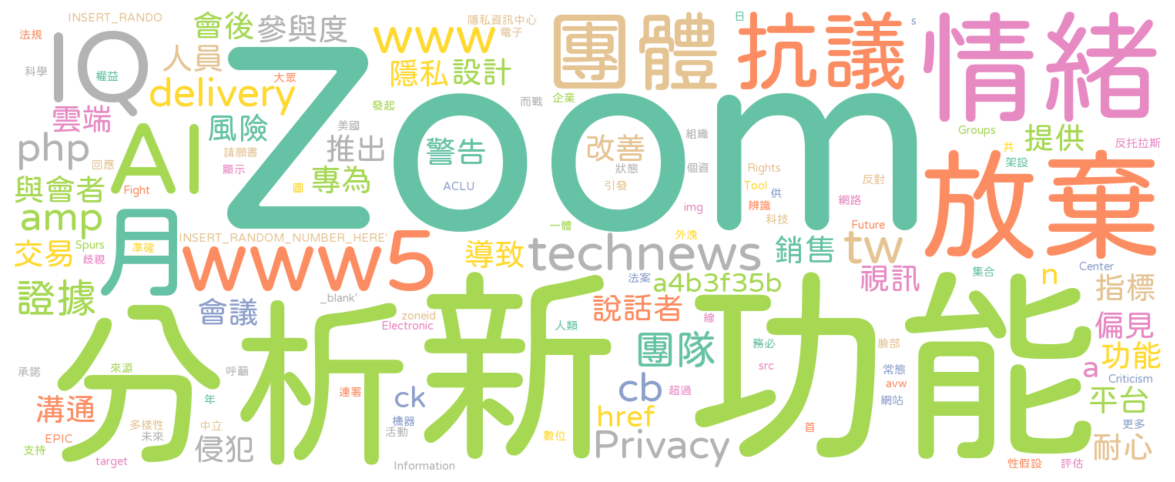 INSERT_RANDO
法規
科學
權益
IQ
會後
參與度
人員
大眾
雲端
delivery
www
隱私資訊中心
電子
隱私
設計
發起
團體
抗議
日
s
情緒
而戰
企業
Zoom
AI
php
回應
風險
請願書
顯示
美國
推出
警告
ACLU
改善
狀態
引發
組織
個資
Rights
Tool
供
辨識
科技
網路
反對
Future
Groups
共
架設
提供
反托拉斯
放棄
與會者
Fight
圖
專為
amp
月
交易
Spurs
歧視
準確
INSERT_RANDOM_NUMBER_HERE'
www5
導致
technews
img
外洩
一體
銷售
tw
視訊
集合
Center
n
指標
證據
會議
_blank'
zoneid
Electronic
a4b3f35b
法案
說話者
人類
線
偏見
分析
新功能
團隊
務必
臉部
常態
src
avw
網站
a
功能
Criticism
平台
更多
承諾
來源
呼籲
年
連署
ck
機器
活動
cb
超過
href
數位
首
溝通
EPIC
支持
多樣性
未來
中立
侵犯
target
Information
Privacy
耐心
性假設
評估